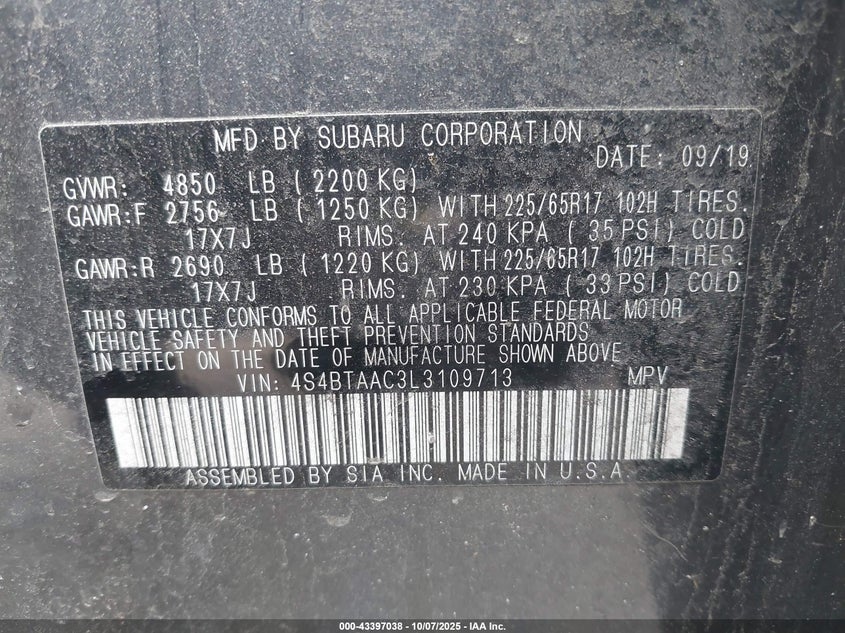 MFD BY SUBARU CORPORATION
DATE: 09/19
GVWR: 4850 LB ( 2200 KG)
GAWR:F 2756 LB ( 1250 KG) WITH 225/65R17 102H TIRES.
17X7J RIMS. AT 240 KPA ( 35 PSI) COLD
GAWR:R 2690 LB ( 1220 KG) WITH 225/65R17 102H TIRES.
17X7J RIMS. AT 230 KPA ( 33 PSI) COLD
THIS VEHICLE CONFORMS TO ALL APPLICABLE FEDERAL MOTOR
VEHICLE SAFETY AND THEFT PREVENTION STANDARDS
IN EFFECT ON THE DATE OF MANUFACTURE SHOWN ABOVE
VIN: 4S4BTAAC3L3109713 MPV
ASSEMBLED BY SIA INC. MADE IN U.S.A
000-43397038 - 10/07/2025 - IAA Inc.